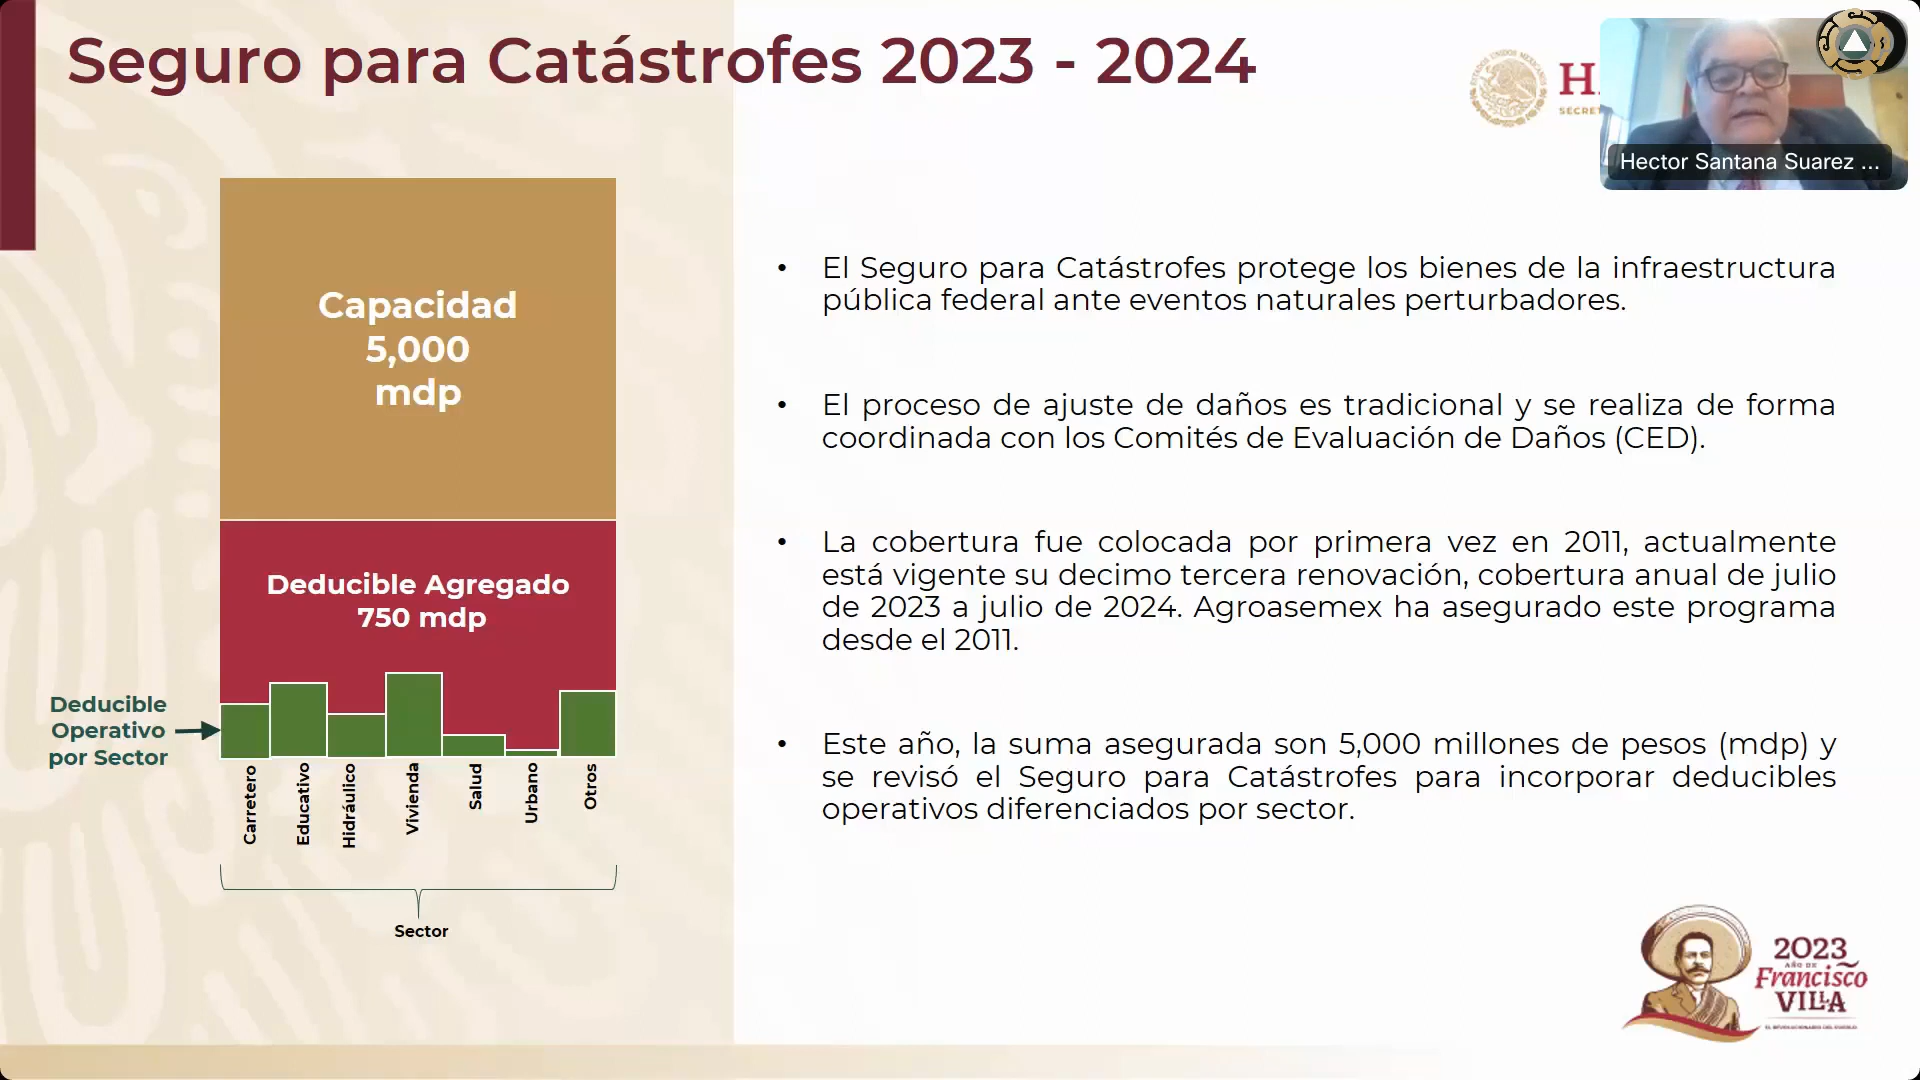 Seguro para Catástrofes 2023 - 2024
Hector Santana Suarez ...
Capacidad
5,000
mdp
Deducible Agregado
750 mdp
Deducible
Operativo
por Sector
Carretero
Educativo
Hidráulico
Vivienda
Salud
Urbano
Otros
Sector
• El Seguro para Catástrofes protege los bienes de la infraestructura
pública federal ante eventos naturales perturbadores.
• El proceso de ajuste de daños es tradicional y se realiza de forma
coordinada con los Comités de Evaluación de Daños (CED).
• La cobertura fue colocada por primera vez en 2011, actualmente
está vigente su decimo tercera renovación, cobertura anual de julio
de 2023 a julio de 2024. Agroasemex ha asegurado este programa
desde el 2011.
• Este año, la suma asegurada son 5,000 millones de pesos (mdp) y
se revisó el Seguro para Catástrofes para incorporar deducibles
operativos diferenciados por sector.
2023
AÑO DE
Francisco
VILLA